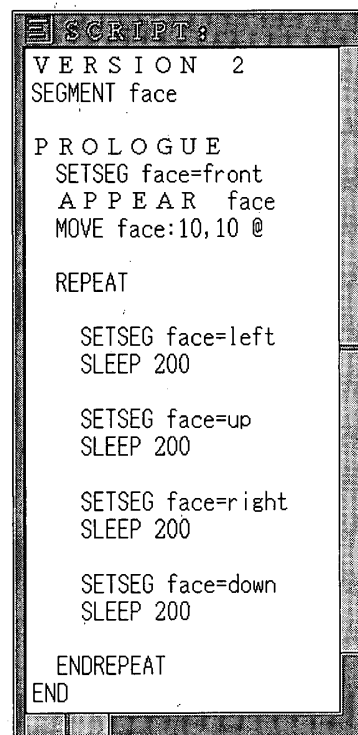 SCRIPT:
VERSION 2
SEGMENT face
PROLOGUE
SETSEG face=front
APPEAR face
MOVE face:10,10 @
REPEAT
SETSEG face=left
SLEEP 200
SETSEG face=up
SLEEP 200
SETSEG face=right
SLEEP 200
SETSEG face=down
SLEEP 200
ENDREPEAT
END